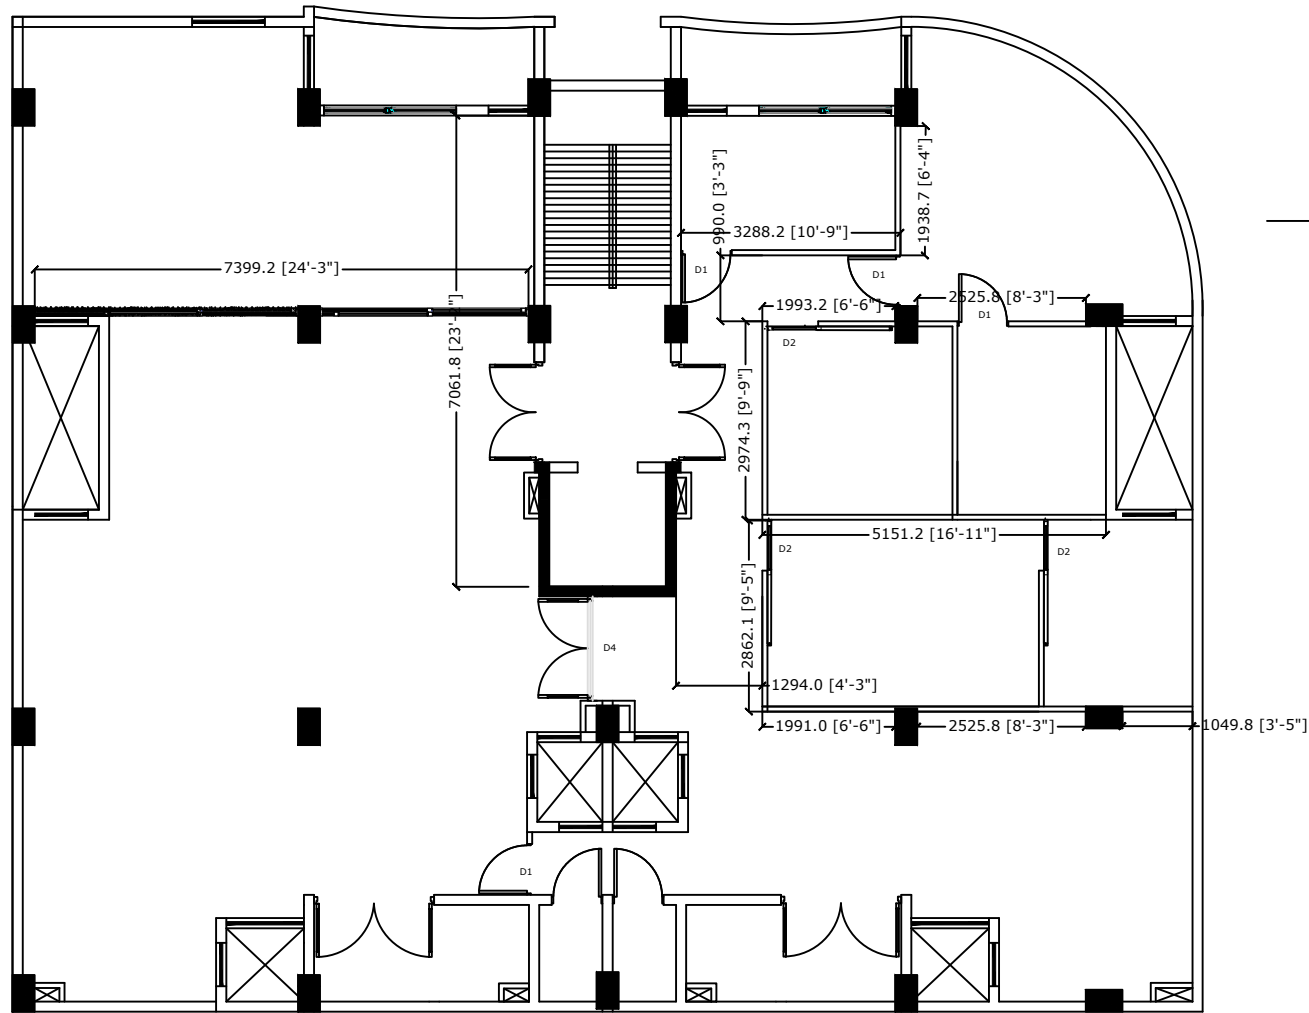 990.0 [3'-3"]
1938.7 [6'-4"]
3288.2 [10'-9"]
7399.2 [24'-3"]
D1
D1
1993.2 [6'-6"]
2525.8 [8'-3"]
D1
7061.8 [23'-2"]
D2
2974.3 [9'-9"]
5151.2 [16'-11"]
D2
D2
2862.1 [9'-5"]
D4
1294.0 [4'-3"]
1991.0 [6'-6"]
2525.8 [8'-3"]
1049.8 [3'-5"]
D1